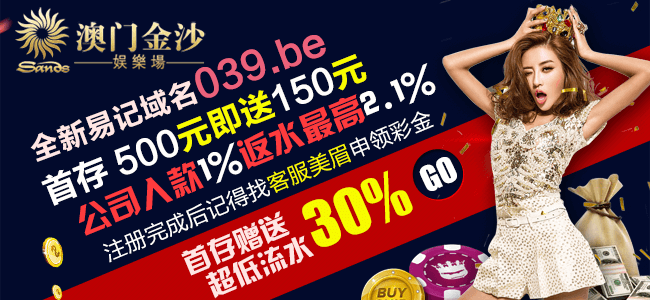 澳门金沙
Sands
娱樂場
全新易记域名039.be
首存 500元即送150元
公司入款1%返水最高2.1%
注册完成后记得找客服美眉申领彩金
首存赠送
超低流水
30%
GO
BUY